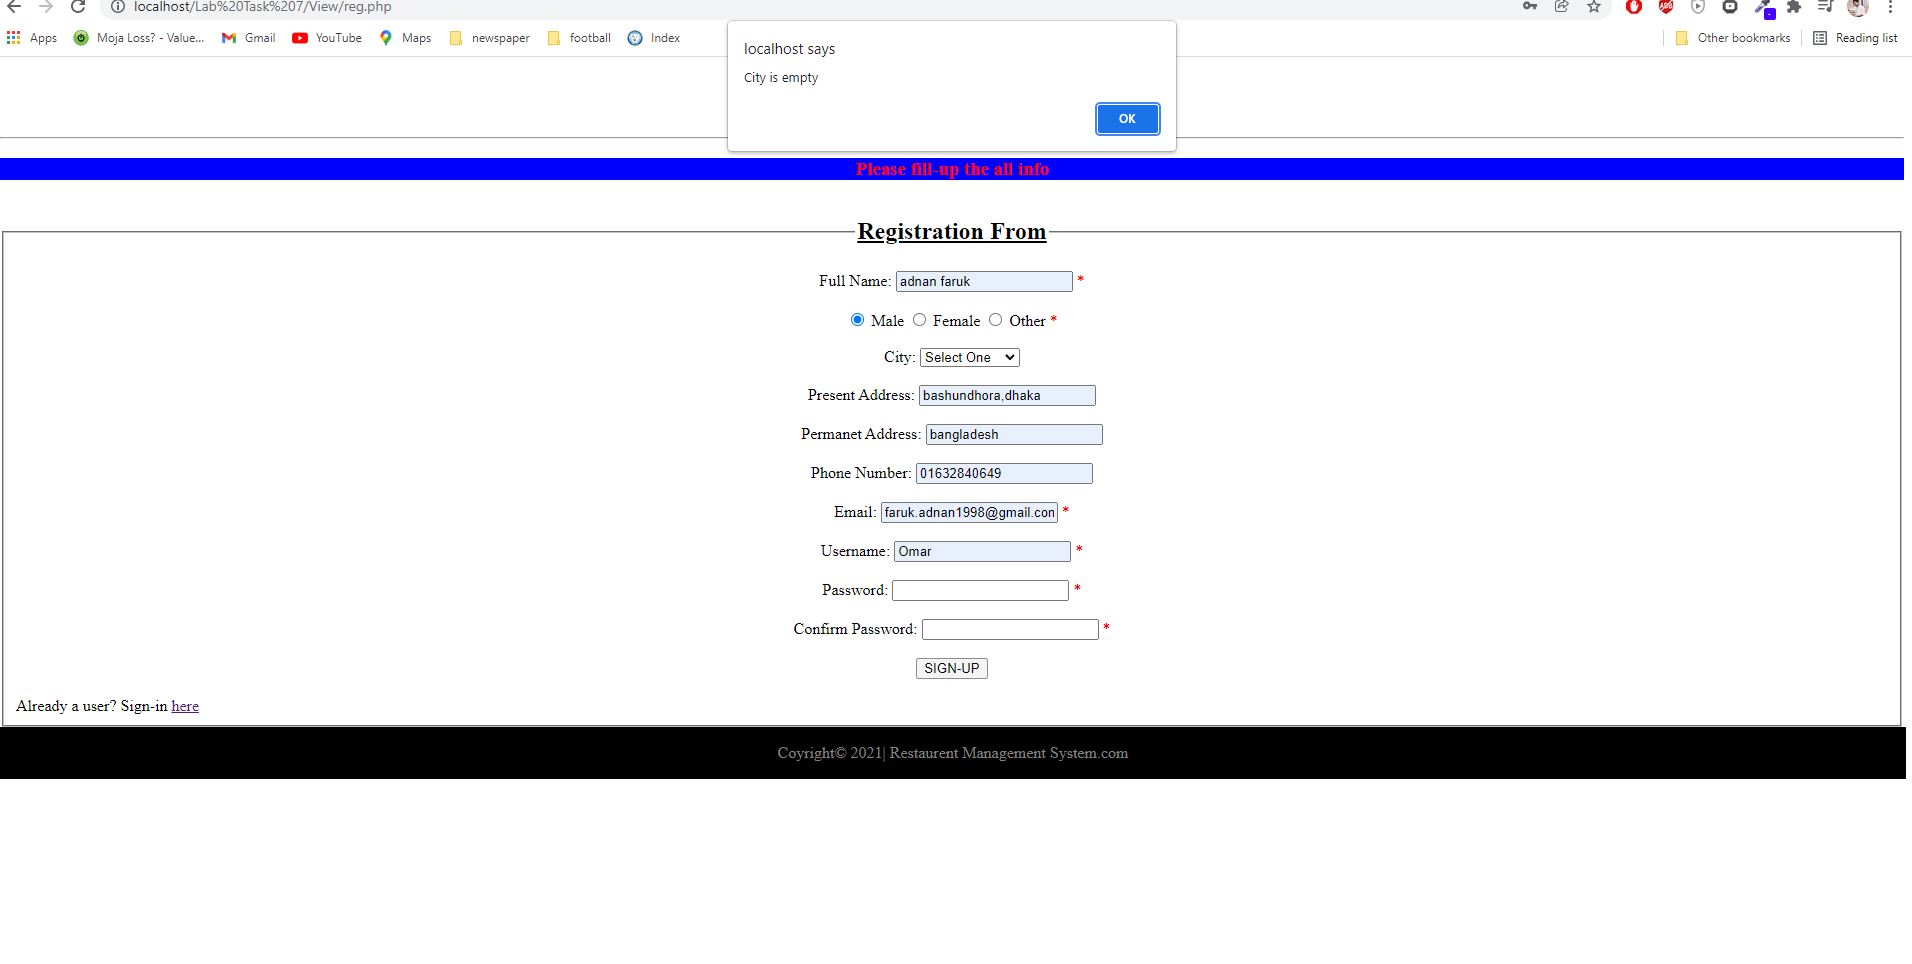 localhost/Lab%20Task%207/View/reg.php
Apps Moja Loss? - Value... Gmail YouTube Maps newspaper football Index Other bookmarks Reading list
localhost says
City is empty
OK
Please fill-up the all info
Registration From
Full Name: adnan faruk *
Male Female Other *
City: Select One
Present Address: bashundhora,dhaka
Permanet Address: bangladesh
Phone Number: 01632840649
Email: faruk.adnan1998@gmail.con *
Username: Omar *
Password: *
Confirm Password: *
SIGN-UP
Already a user? Sign-in here
Coyright© 2021| Restaurent Management System.com